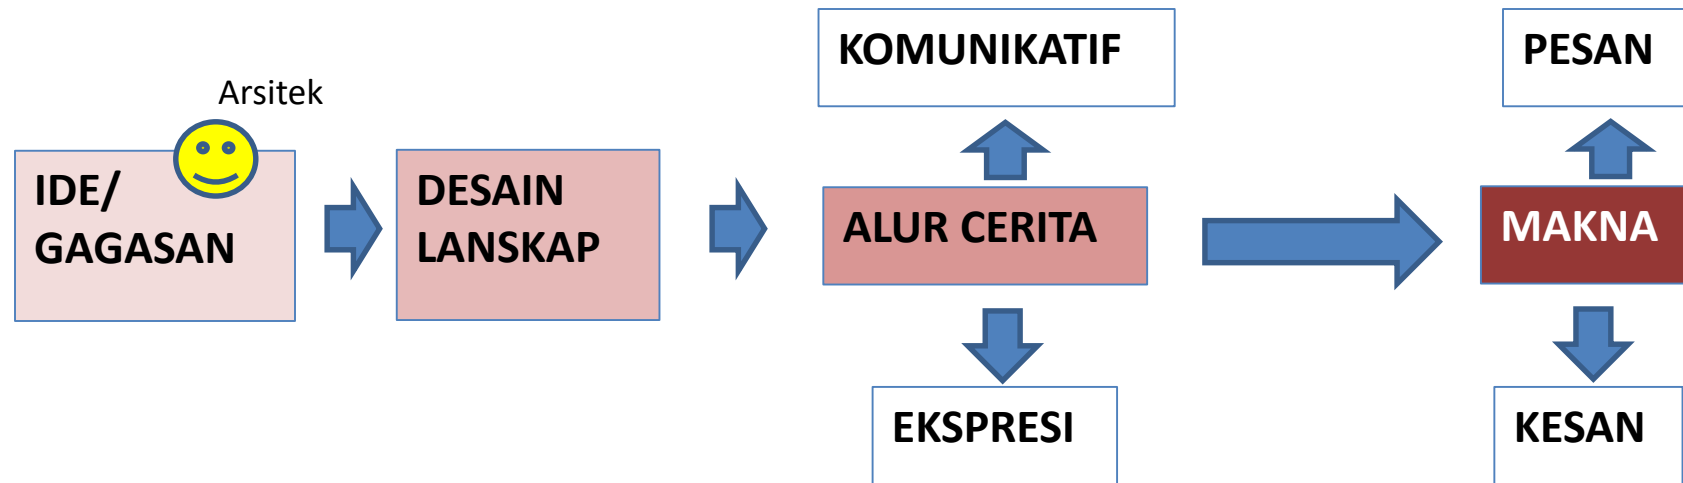 Arsitek
IDE/
GAGASAN
DESAIN
LANSKAP
KOMUNIKATIF
ALUR CERITA
EKSPRESI
PESAN
MAKNA
KESAN